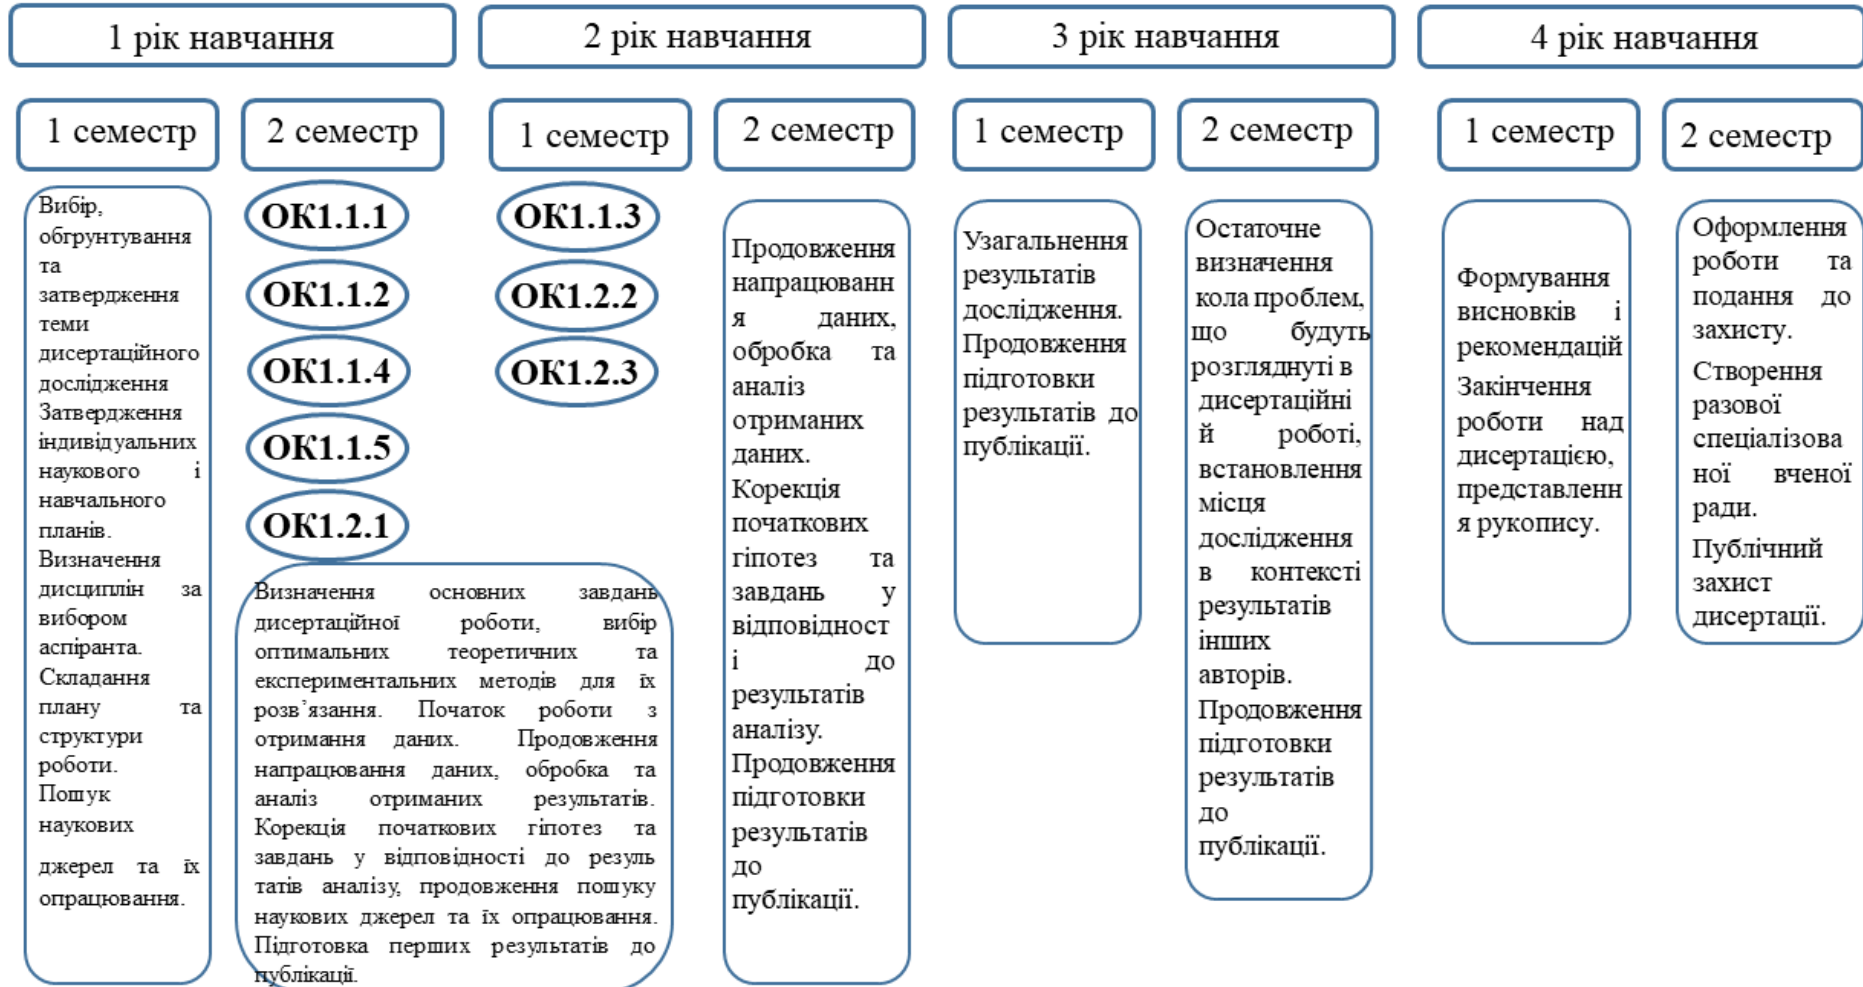 1 рік навчання
2 рік навчання
3 рік навчання
4 рік навчання
1 семестр
2 семестр
1 семестр
2 семестр
1 семестр
2 семестр
1 семестр
2 семестр
Вибір,
обгрунтування
та
затвердження
теми
дисертаційного
дослідження
Затвердження
індивідуальних
наукового і
навчального
планів.
Визначення
дисциплін за
вибором
аспіранта.
Складання
плану та
структури
роботи.
Пошук
наукових
джерел та їх
опрацювання.
ОК1.1.1
ОК1.1.2
ОК1.1.4
ОК1.1.5
ОК1.2.1
ОК1.1.3
ОК1.2.2
ОК1.2.3
Визначення основних завдань
дисертаційної роботи, вибір
оптимальних теоретичних та
експериментальних методів для їх
розв’язання. Початок роботи з
отримання даних. Продовження
напрацювання даних, обробка та
аналіз отриманих результатів.
Корекція початкових гіпотез та
завдань у відповідності до резуль
татів аналізу, продовження пошуку
наукових джерел та їх опрацювання.
Підготовка перших результатів до
публікації.
Продовження
напрацюванн
я даних,
обробка та
аналіз
отриманих
даних.
Корекція
початкових
гіпотез та
завдань у
відповідност
і до
результатів
аналізу.
Продовження
підготовки
результатів
до
публікації.
Узагальнення
результатів
дослідження.
Продовження
підготовки
результатів до
публікації.
Остаточне
визначення
кола проблем,
що будуть
розглянуті в
дисертаційні
й роботі,
встановлення
місця
дослідження
в контексті
результатів
інших
авторів.
Продовження
підготовки
результатів
до
публікації.
Формування
висновків і
рекомендацій
Закінчення
роботи над
дисертацією,
представленн
я рукопису.
Оформлення
роботи та
подання до
захисту.
Створення
разової
спеціалізова
ної вченої
ради.
Публічний
захист
дисертації.